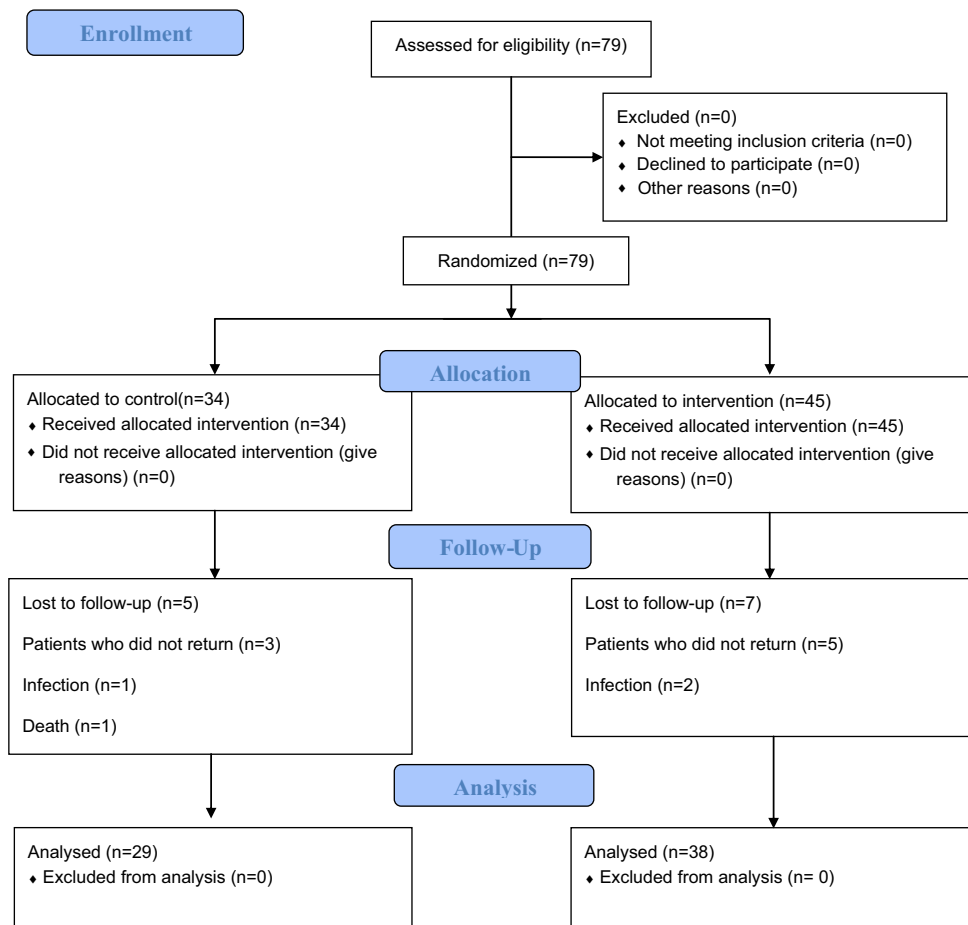 Enrollment
Assessed for eligibility (n=79)
Excluded (n=0)
♦ Not meeting inclusion criteria (n=0)
♦ Declined to participate (n=0)
♦ Other reasons (n=0)
Randomized (n=79)
Allocation
Allocated to control(n=34)
♦ Received allocated intervention (n=34)
♦ Did not receive allocated intervention (give
reasons) (n=0)
Allocated to intervention (n=45)
♦ Received allocated intervention (n=45)
♦ Did not receive allocated intervention (give
reasons) (n=0)
Follow-Up
Lost to follow-up (n=5)
Patients who did not return (n=3)
Infection (n=1)
Death (n=1)
Lost to follow-up (n=7)
Patients who did not return (n=5)
Infection (n=2)
Analysis
Analysed (n=29)
♦ Excluded from analysis (n=0)
Analysed (n=38)
♦ Excluded from analysis (n= 0)